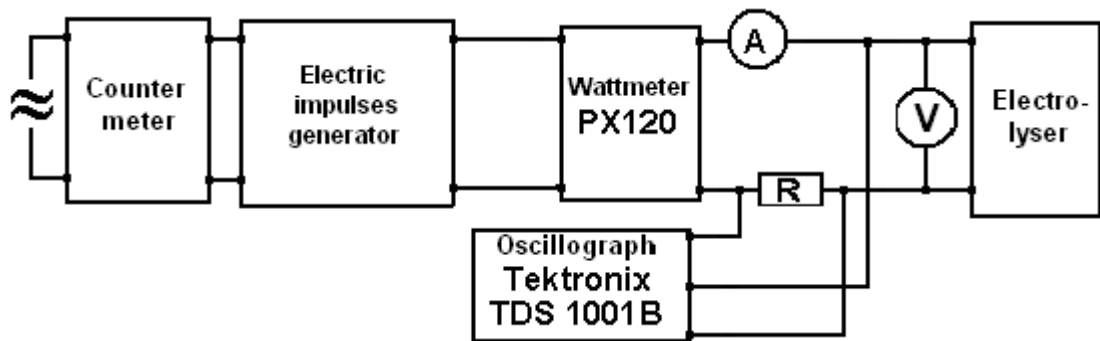 Counter
meter
Electric
impulses
generator
Wattmeter
PX120
A
V
Electro-
lyser
R
Oscillograph
Tektronix
TDS 1001B